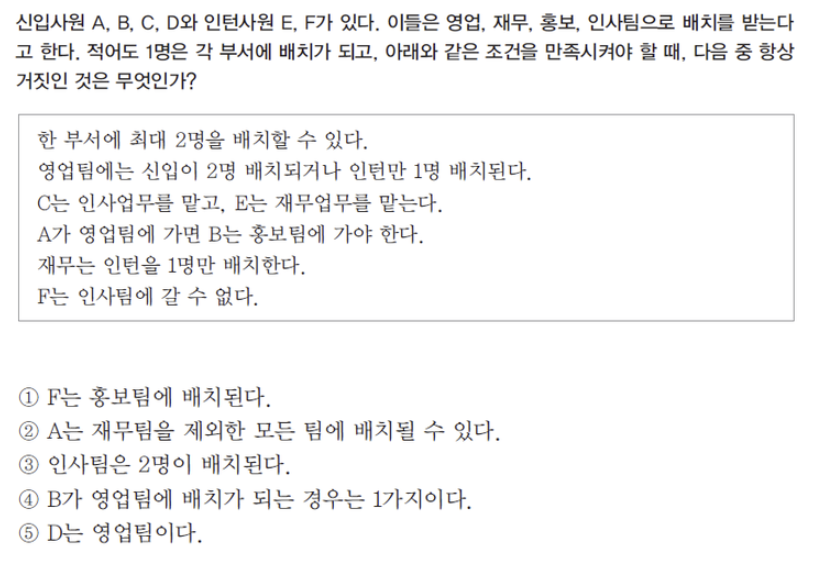 신입사원 A, B, C, D와 인턴사원 E, F가 있다. 이들은 영업, 재무, 홍보, 인사팀으로 배치를 받는다
고 한다. 적어도 1명은 각 부서에 배치가 되고, 아래와 같은 조건을 만족시켜야 할 때, 다음 중 항상
거짓인 것은 무엇인가?
한 부서에 최대 2명을 배치할 수 있다.
영업팀에는 신입이 2명 배치되거나 인턴만 1명 배치된다.
C는 인사업무를 맡고, E는 재무업무를 맡는다.
A가 영업팀에 가면 B는 홍보팀에 가야 한다.
재무는 인턴을 1명만 배치한다.
F는 인사팀에 갈 수 없다.
① F는 홍보팀에 배치된다.
② A는 재무팀을 제외한 모든 팀에 배치될 수 있다.
③ 인사팀은 2명이 배치된다.
④ B가 영업팀에 배치가 되는 경우는 1가지이다.
⑤ D는 영업팀이다.